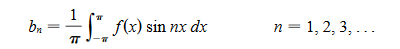 bₙ = 1/π ∫_{-π}^{π} f(x) sin nx dx n = 1, 2, 3, . . .